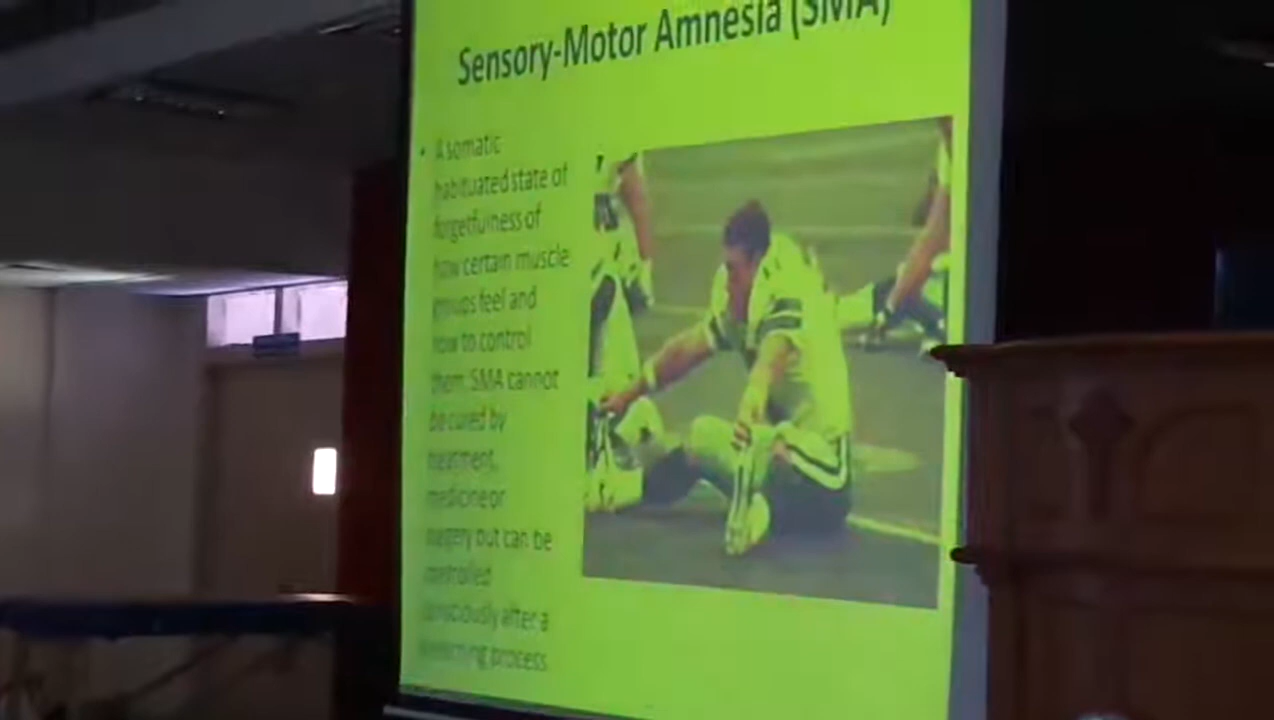 Sensory-Motor Amnesia (SMA)
• A somatic
habituated state of
forgetfulness of
how certain muscle
groups feel and
how to control
them. SMA cannot
be cured by
treatment,
medicine or
surgery but can be
controlled
consciously after a
process